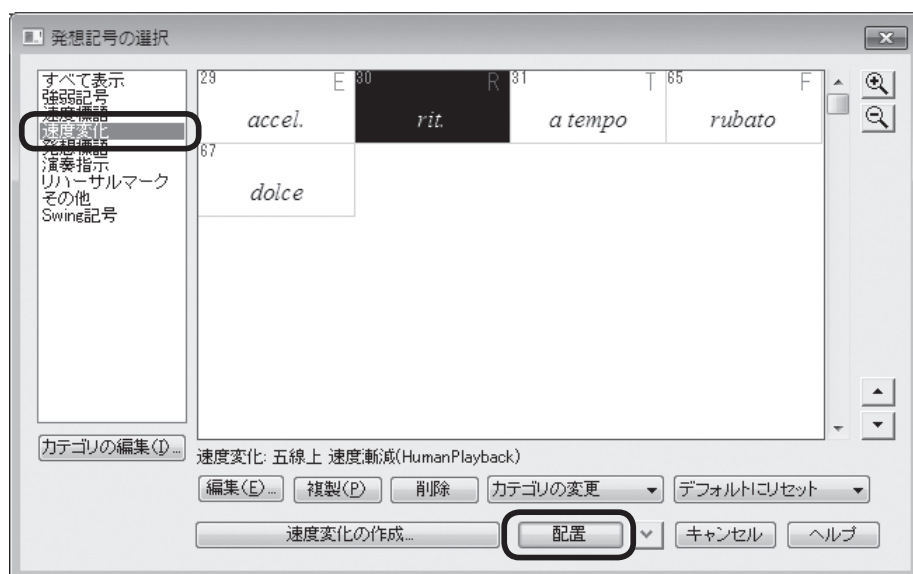 発想記号の選択
すべて表示
強弱記号
速度標語
速度変化
発想標語
演奏指示
リハーサルマーク
その他
Swing記号
カテゴリの編集(I)...
29 E 30 R 31 T 65 F
accel. rit. a tempo rubato
67
dolce
速度変化: 五線上 速度漸減(HumanPlayback)
編集(E)... 複製(P) 削除 カテゴリの変更 デフォルトにリセット
速度変化の作成... 配置 キャンセル ヘルプ